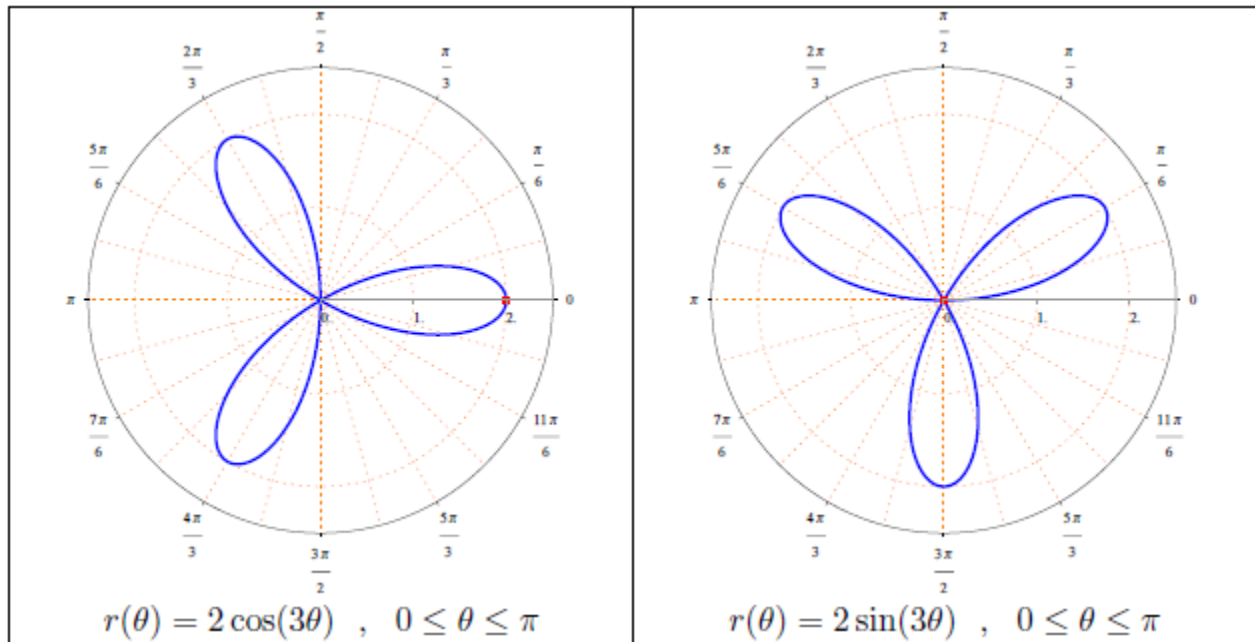 π/2
π/3
π/6
0
11π/6
5π/3
3π/2
4π/3
7π/6
π
5π/6
2π/3
0.
1.
2.
r(θ) = 2 cos(3θ) , 0 ≤ θ ≤ π
π/2
π/3
π/6
0
11π/6
5π/3
3π/2
4π/3
7π/6
π
5π/6
2π/3
0.
1.
2.
r(θ) = 2 sin(3θ) , 0 ≤ θ ≤ π